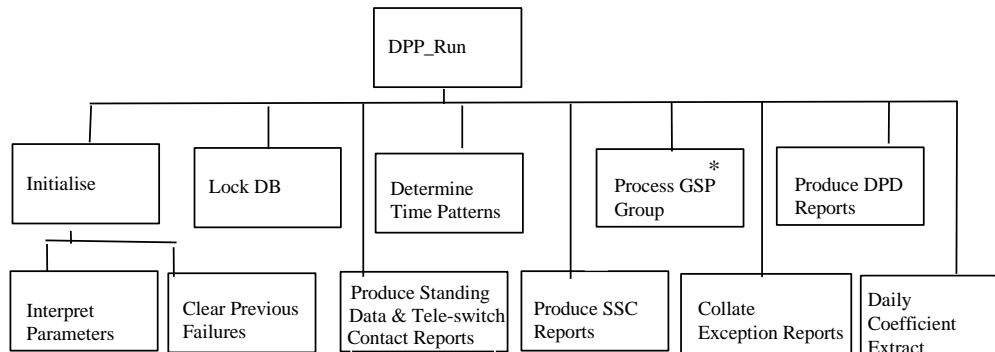 DPP_Run
Initialise
Lock DB
Determine
Time Patterns
Process GSP *
Group
Produce DPD
Reports
Interpret
Parameters
Clear Previous
Failures
Produce Standing
Data & Tele-switch
Contact Reports
Produce SSC
Reports
Collate
Exception Reports
Daily
Coefficient
Extract